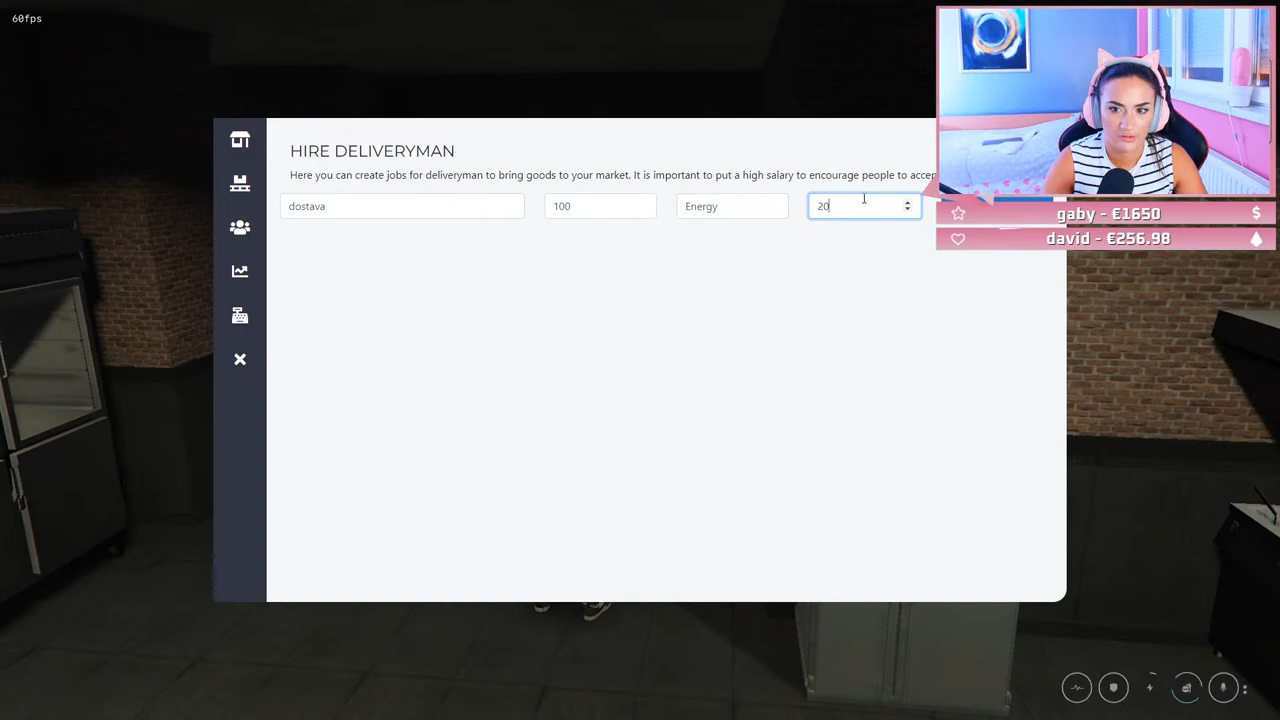 60fps
HIRE DELIVERYMAN
Here you can create jobs for deliveryman to bring goods to your market. It is important to put a high salary to encourage people to
dostava
100
Energy
20
gaby - €1650
$
david - €256.98